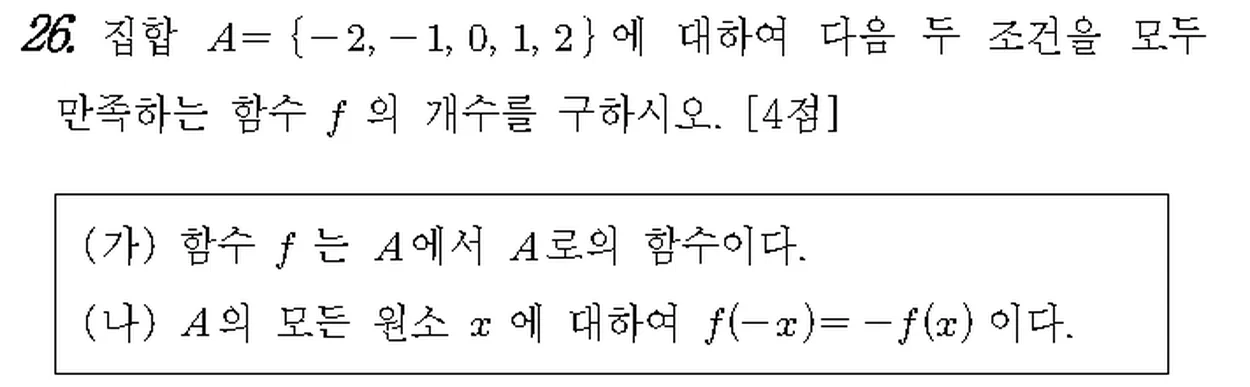 26. 집합 A= {-2, -1, 0, 1, 2} 에 대하여 다음 두 조건을 모두
만족하는 함수 f 의 개수를 구하시오. [4점]
(가) 함수 f 는 A에서 A로의 함수이다.
(나) A의 모든 원소 x 에 대하여 f(-x)= -f(x) 이다.